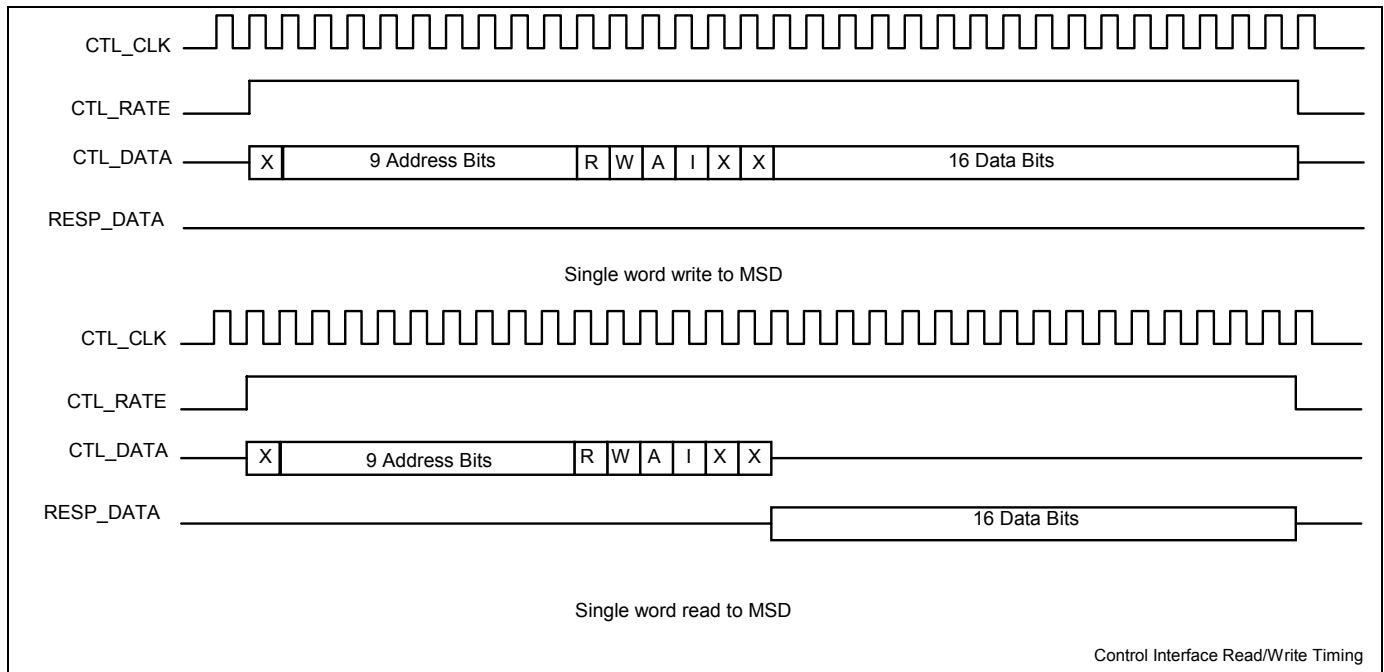 CTL_CLK
CTL_RATE
CTL_DATA X 9 Address Bits R W A I X X 16 Data Bits
RESP_DATA
Single word write to MSD
CTL_CLK
CTL_RATE
CTL_DATA X 9 Address Bits R W A I X X
RESP_DATA 16 Data Bits
Single word read to MSD
Control Interface Read/Write Timing